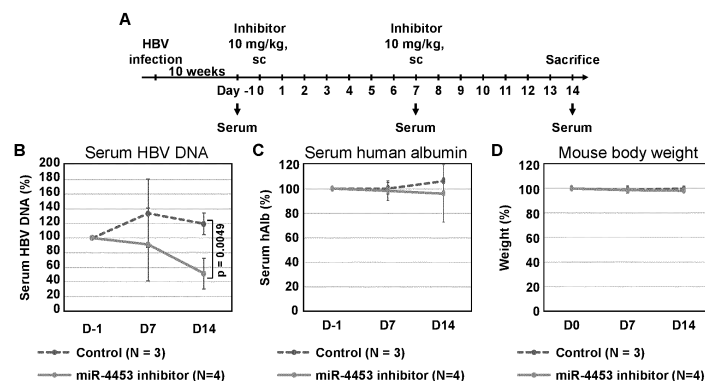 A
HBV
infection
10 weeks
Inhibitor
10 mg/kg,
sc
Inhibitor
10 mg/kg,
sc
Sacrifice
Day -1 0 1 2 3 4 5 6 7 8 9 10 11 12 13 14
Serum
Serum
Serum
B
Serum HBV DNA
Serum HBV DNA (%)
200
180
160
140
120
100
80
60
40
20
0
p = 0.0049
D-1 D7 D14
Control (N = 3)
miR-4453 inhibitor (N=4)
C
Serum human albumin
Serum hAlb (%)
120
100
80
60
40
20
0
D-1 D7 D14
Control (N = 3)
miR-4453 inhibitor (N=4)
D
Mouse body weight
Weight (%)
120
100
80
60
40
20
0
D0 D7 D14
Control (N = 3)
miR-4453 inhibitor (N=4)